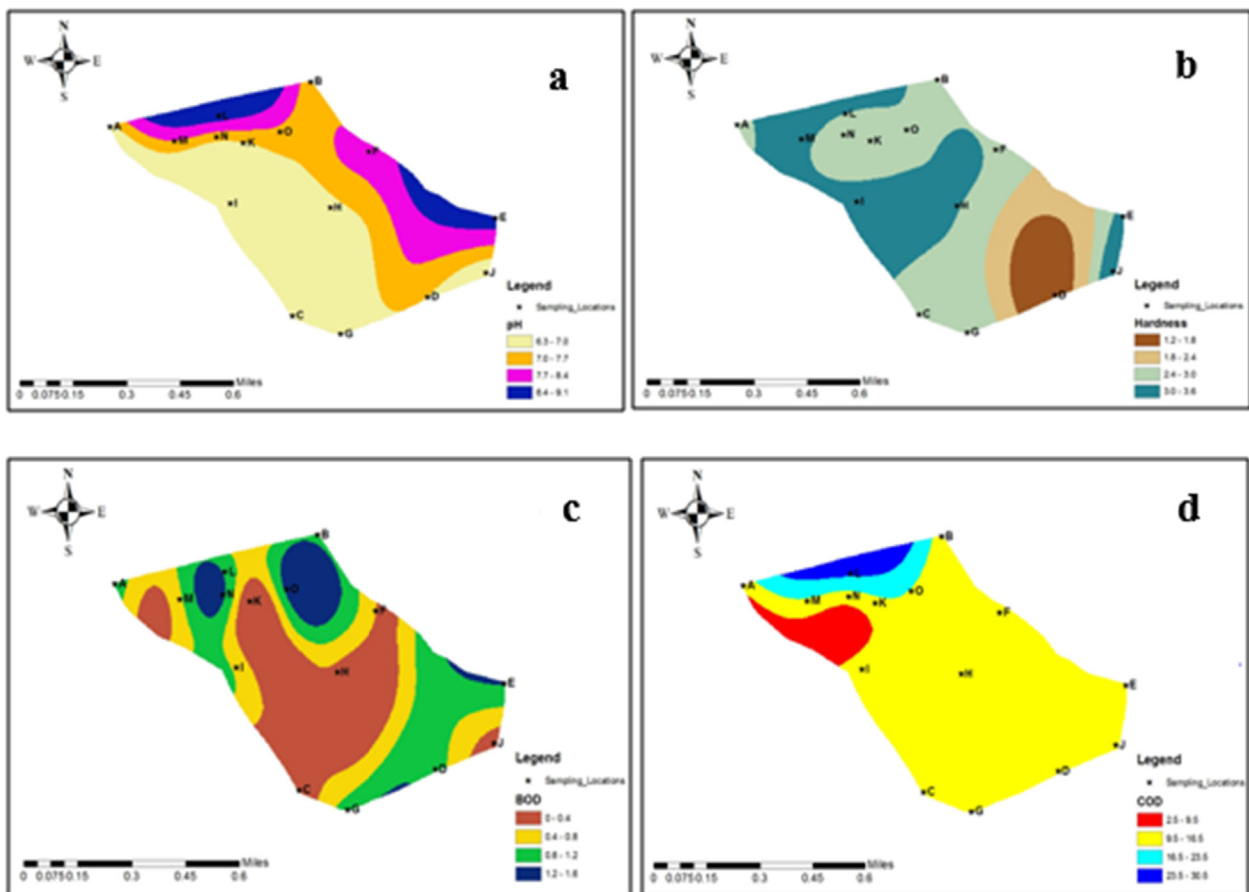 N
W E
S
a
B
A
L
M N K O
F
I
H
E
J
D
C
G
Legend
Sampling_Locations
pH
6.3 - 7.0
7.0 - 7.7
7.7 - 8.4
8.4 - 9.1
Miles
0 0.075 0.15 0.3 0.45 0.6
N
W E
S
b
B
A
L
M N K O
F
I
H
E
J
D
C
G
Legend
Sampling_Locations
Hardness
1.2 - 1.8
1.8 - 2.4
2.4 - 3.0
3.0 - 3.6
Miles
0 0.075 0.15 0.3 0.45 0.6
N
W E
S
c
B
A
L
M N K O
F
I
H
E
J
D
C
G
Legend
Sampling_Locations
BOD
0 - 0.4
0.4 - 0.8
0.8 - 1.2
1.2 - 1.6
Miles
0 0.075 0.15 0.3 0.45 0.6
N
W E
S
d
B
A
L
M N K O
F
I
H
E
J
D
C
G
Legend
Sampling_Locations
COD
2.5 - 9.5
9.5 - 16.5
16.5 - 23.5
23.5 - 30.5
Miles
0 0.075 0.15 0.3 0.45 0.6